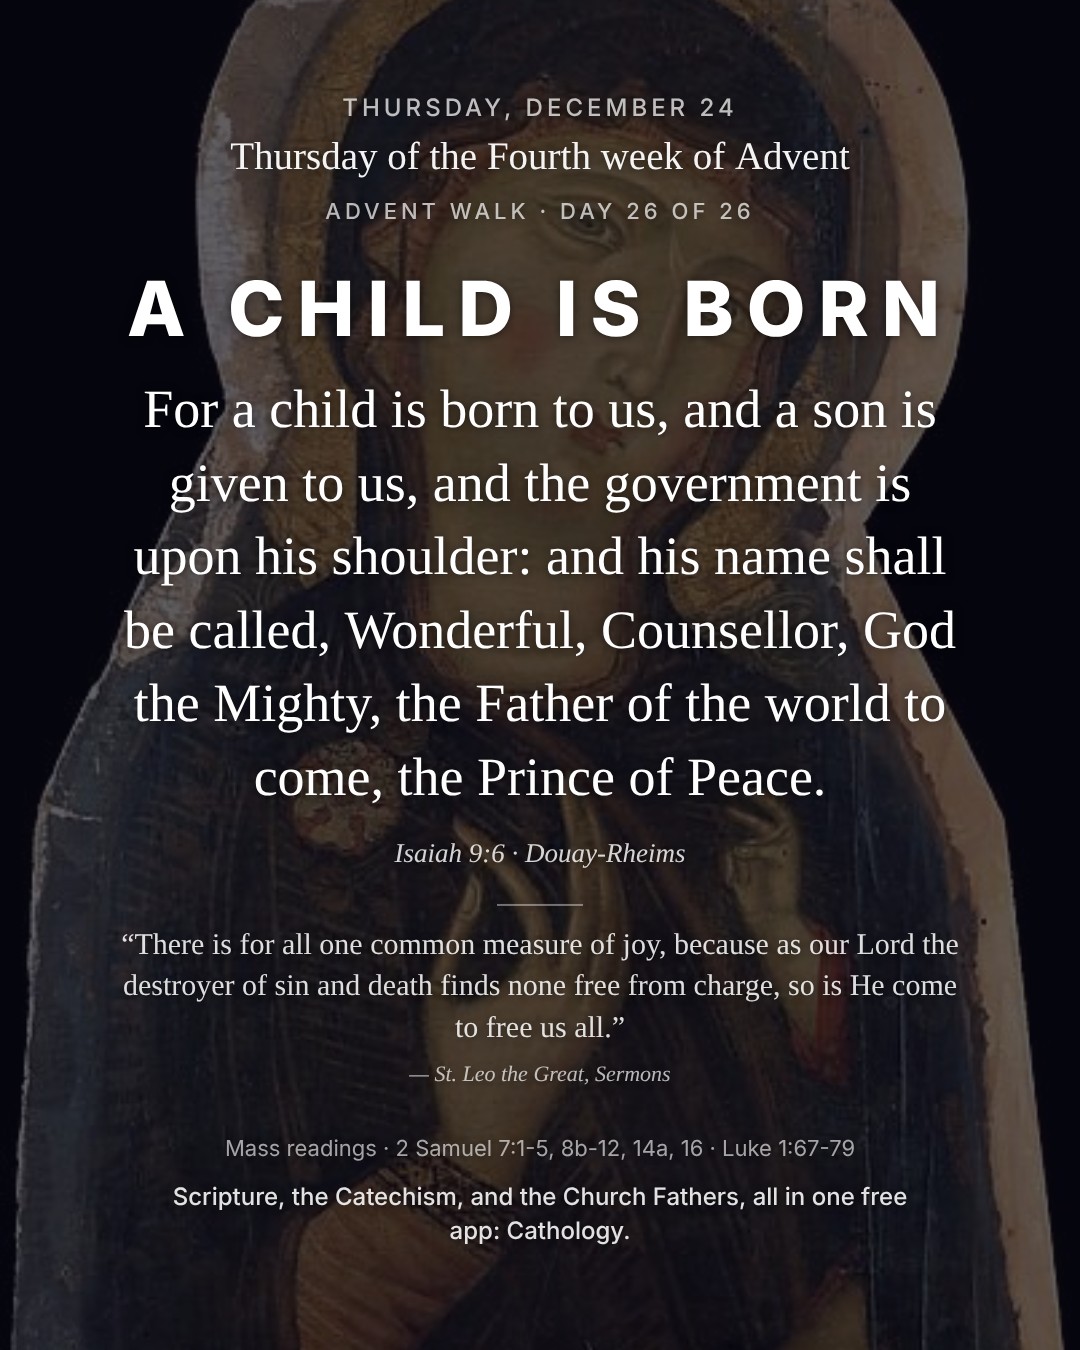 THURSDAY, DECEMBER 24
Thursday of the Fourth week of Advent
ADVENT WALK · DAY 26 OF 26
A CHILD IS BORN
For a child is born to us, and a son is
given to us, and the government is
upon his shoulder: and his name shall
be called, Wonderful, Counsellor, God
the Mighty, the Father of the world to
come, the Prince of Peace.
Isaiah 9:6 · Douay-Rheims
“There is for all one common measure of joy, because as our Lord the
destroyer of sin and death finds none free from charge, so is He come
to free us all.”
— St. Leo the Great, Sermons
Mass readings · 2 Samuel 7:1-5, 8b-12, 14a, 16 · Luke 1:67-79
Scripture, the Catechism, and the Church Fathers, all in one free
app: Cathology.